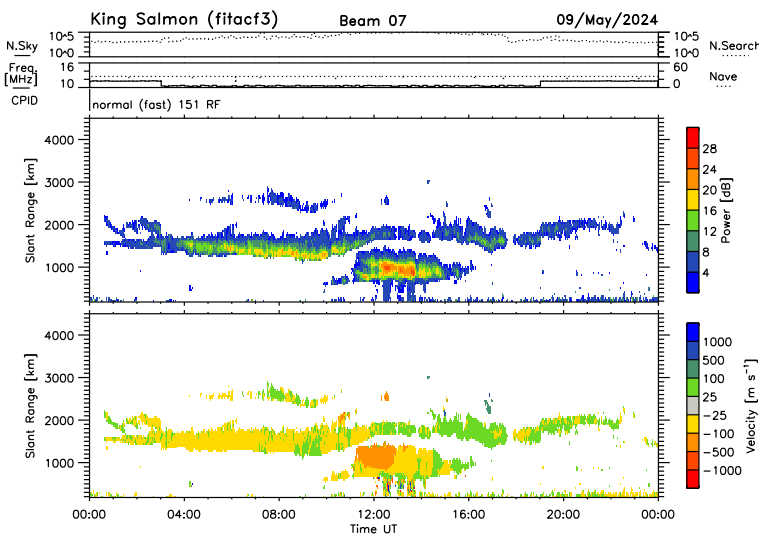 King Salmon (fitacf3) Beam 07 09/May/2024
N.Sky 10^5 10^0 10^5 10^0 N.Search
Freq. [MHz] 16 10 60 0 Nave
CPID normal (fast) 151 RF
Slant Range [km]
4000
3000
2000
1000
Power [dB]
28
24
20
16
12
8
4
Slant Range [km]
4000
3000
2000
1000
Velocity [m s⁻¹]
1000
500
100
25
-25
-100
-500
-1000
00:00 04:00 08:00 12:00 16:00 20:00 00:00
Time UT